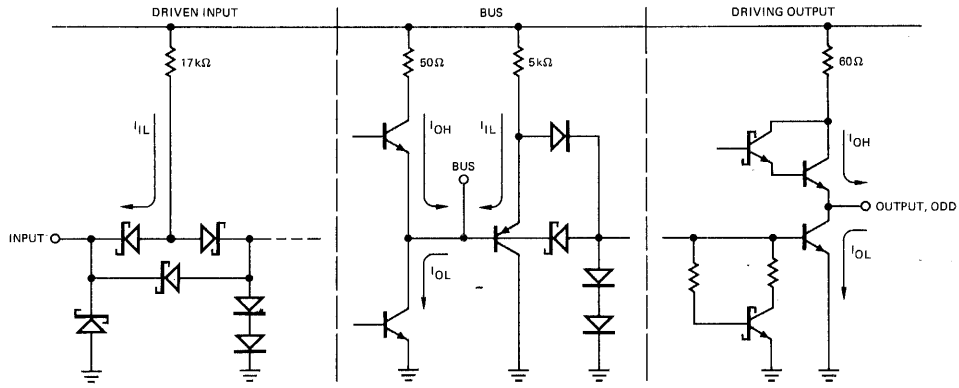 DRIVEN INPUT
BUS
DRIVING OUTPUT
17kΩ
50Ω
5kΩ
60Ω
IIL
IOH
IIL
IOH
BUS
INPUT
OUTPUT, ODD
IOL
IOL